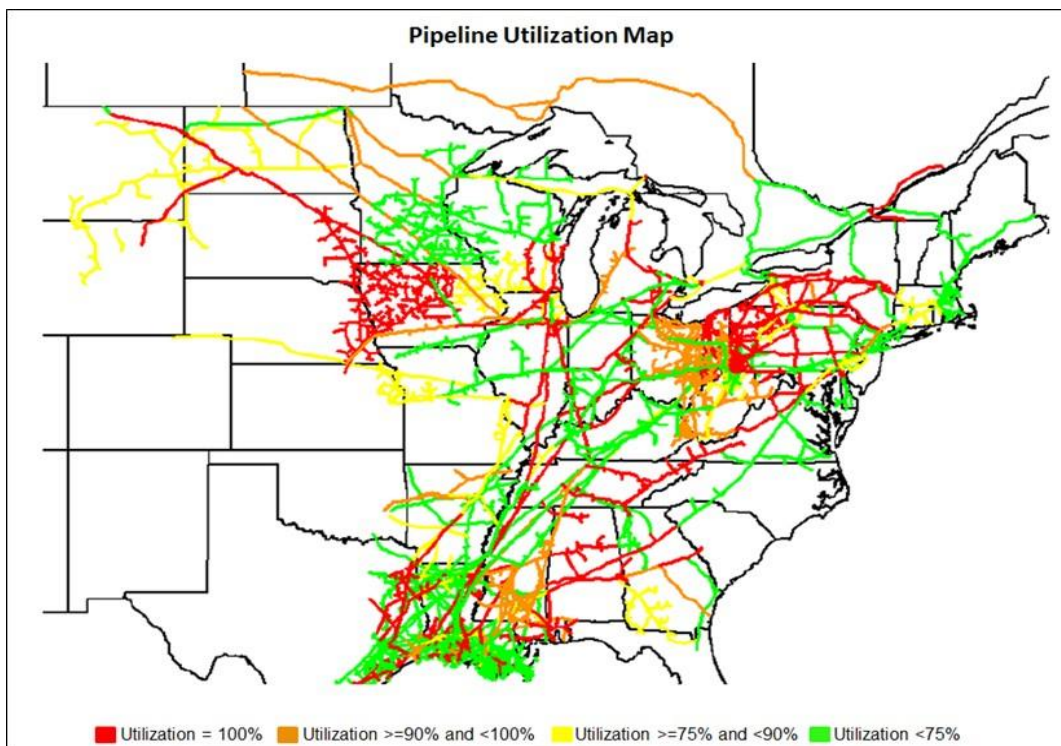 Pipeline Utilization Map
Utilization = 100% Utilization >=90% and <100% Utilization >=75% and <90% Utilization <75%